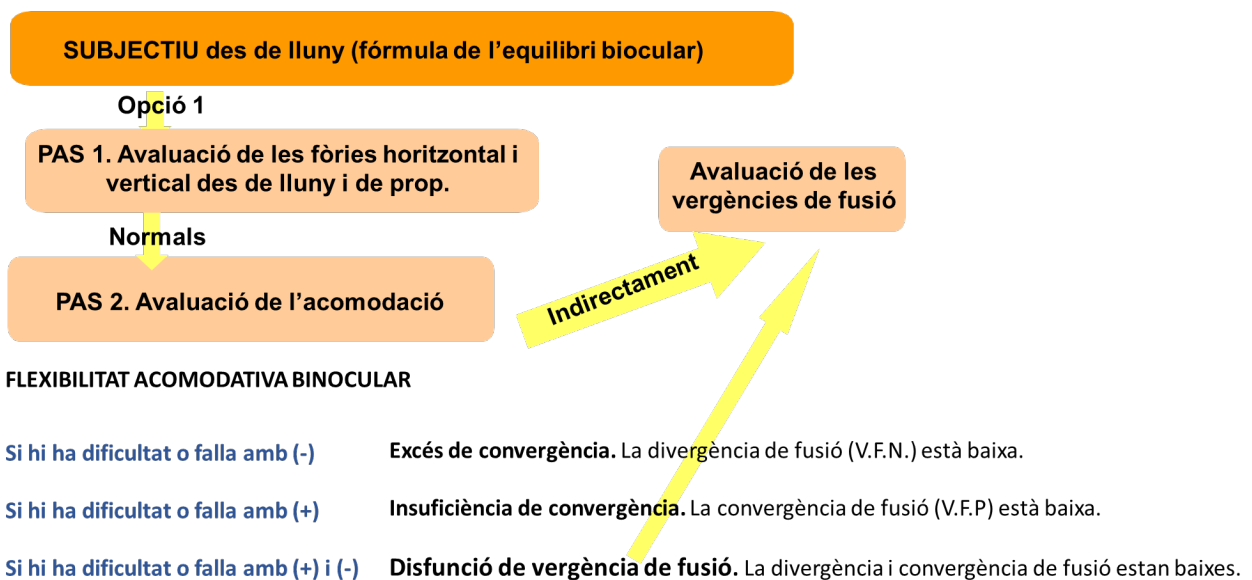 SUBJECTIU des de lluny (fórmula de l’equilibri biocular)
Opció 1
PAS 1. Avaluació de les fòries horitzontal i
vertical des de lluny i de prop.
Avaluació de les
vergències de fusió
Normals
PAS 2. Avaluació de l’acomodació
Indirectament
FLEXIBILITAT ACOMODATIVA BINOCULAR
Si hi ha dificultat o falla amb (-) Excés de convergència. La divergència de fusió (V.F.N.) està baixa.
Si hi ha dificultat o falla amb (+) Insuficiència de convergència. La convergència de fusió (V.F.P) està baixa.
Si hi ha dificultat o falla amb (+) i (-) Disfunció de vergència de fusió. La divergència i convergència de fusió estan baixes.